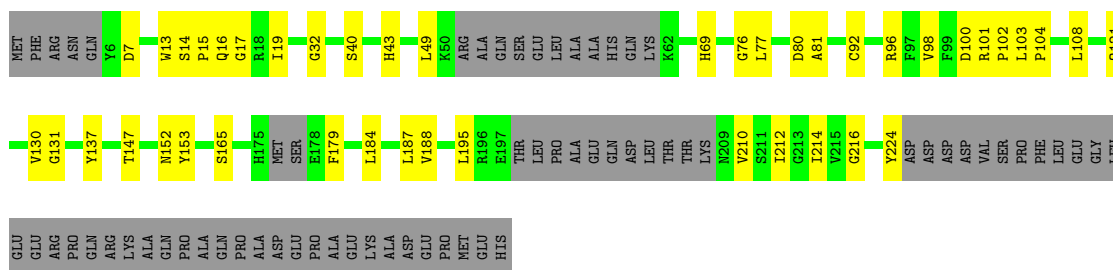 MET PHE ARG ASN GLN Y6 D7 W13 S14 P15 Q16 G17 R18 I19 G32 S40 H43 L49 K50 ARG ALA GLN SER GLU LEU ALA ALA HIS GLN LYS K62 H69 G76 L77 D80 A81 C92 R96 F97 V98 F99 D100 R101 P102 L103 P104 L108
V130 G131 Y137 T147 N152 Y153 S165 H175 MET SER E178 F179 L184 L187 V188 L195 R196 E197 THR LEU PRO ALA GLU GLN ASP LEU THR THR LYS N209 V210 S211 I212 G213 I214 V215 G216 Y224 ASP ASP ASP ASP VAL SER PRO PHE LEU GLU GLY
GLU GLU ARG PRO GLN ARG LYS ALA GLN PRO ALA GLN PRO ALA ASP GLU PRO ALA GLU LYS ALA ASP GLU PRO MET GLU HIS